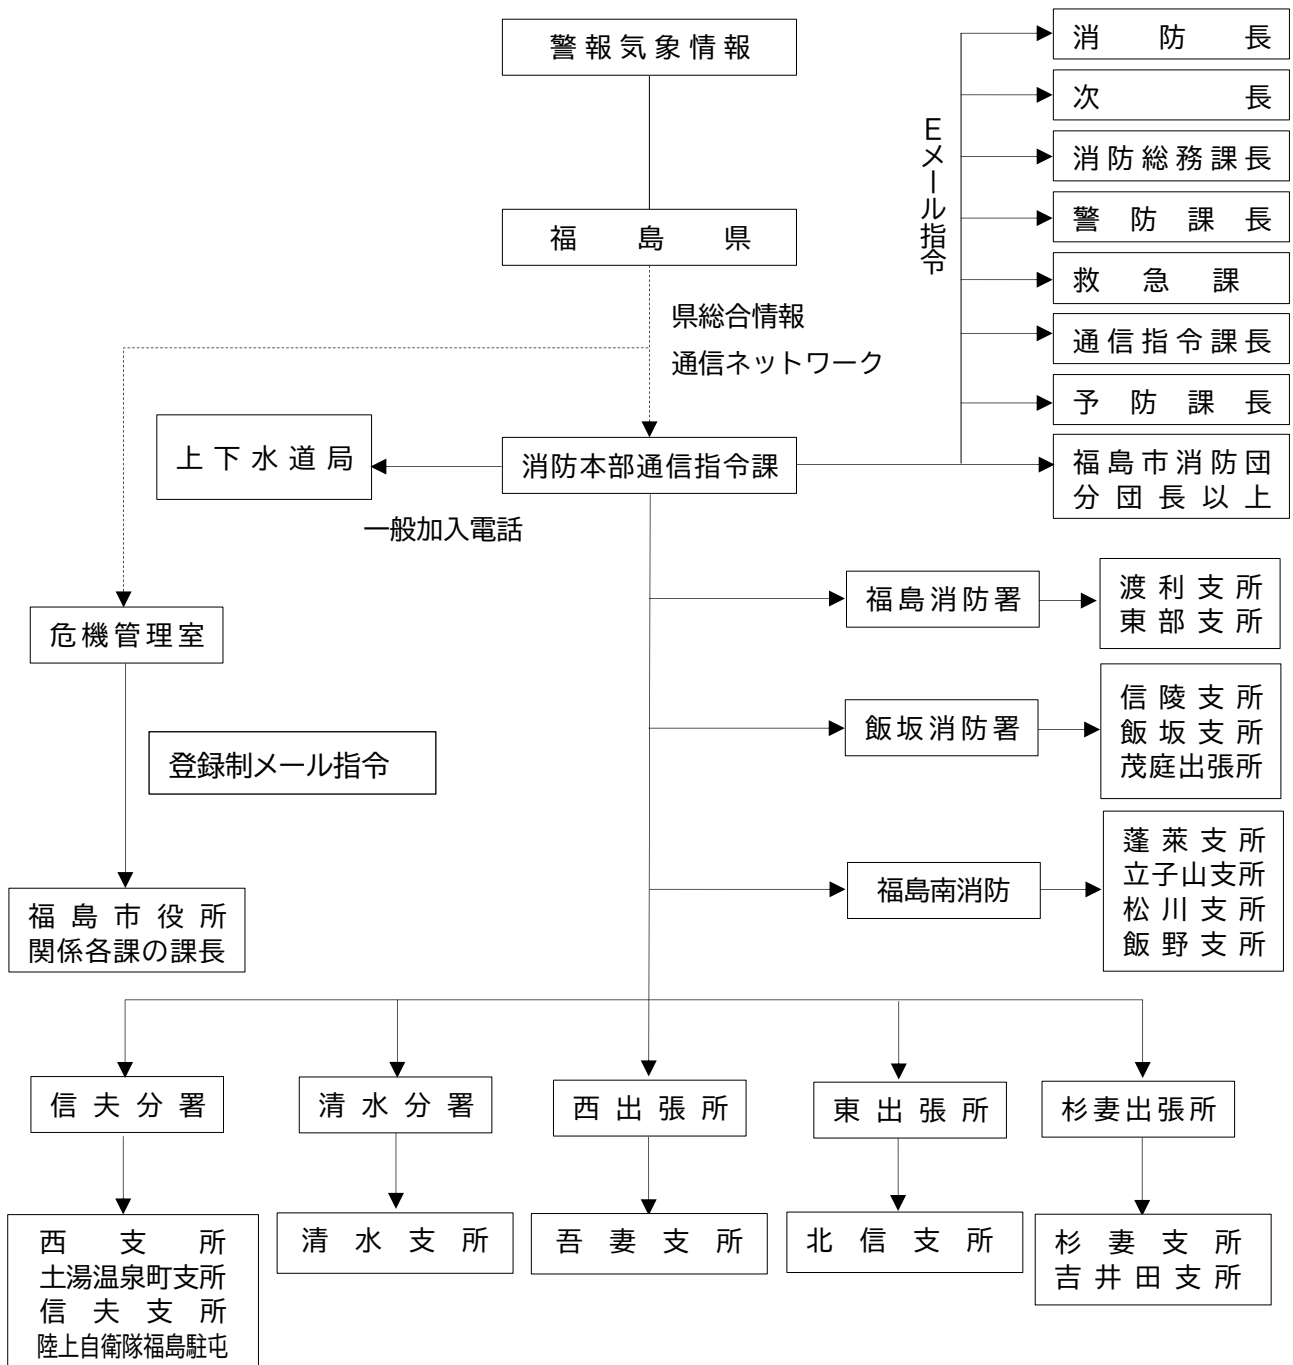 警報気象情報
福島県
県総合情報
通信ネットワーク
Eメール指令
消防長
次長
消防総務課長
警防課長
救急課
通信指令課長
予防課長
福島市消防団
分団長以上
上下水道局
消防本部通信指令課
一般加入電話
危機管理室
登録制メール指令
福島市役所
関係各課の課長
福島消防署
渡利支所
東部支所
飯坂消防署
信陵支所
飯坂支所
茂庭出張所
福島南消防
蓬萊支所
立子山支所
松川支所
飯野支所
信夫分署
清水分署
西出張所
東出張所
杉妻出張所
西支所
土湯温泉町支所
信夫支所
陸上自衛隊福島駐屯
清水支所
吾妻支所
北信支所
杉妻支所
吉井田支所